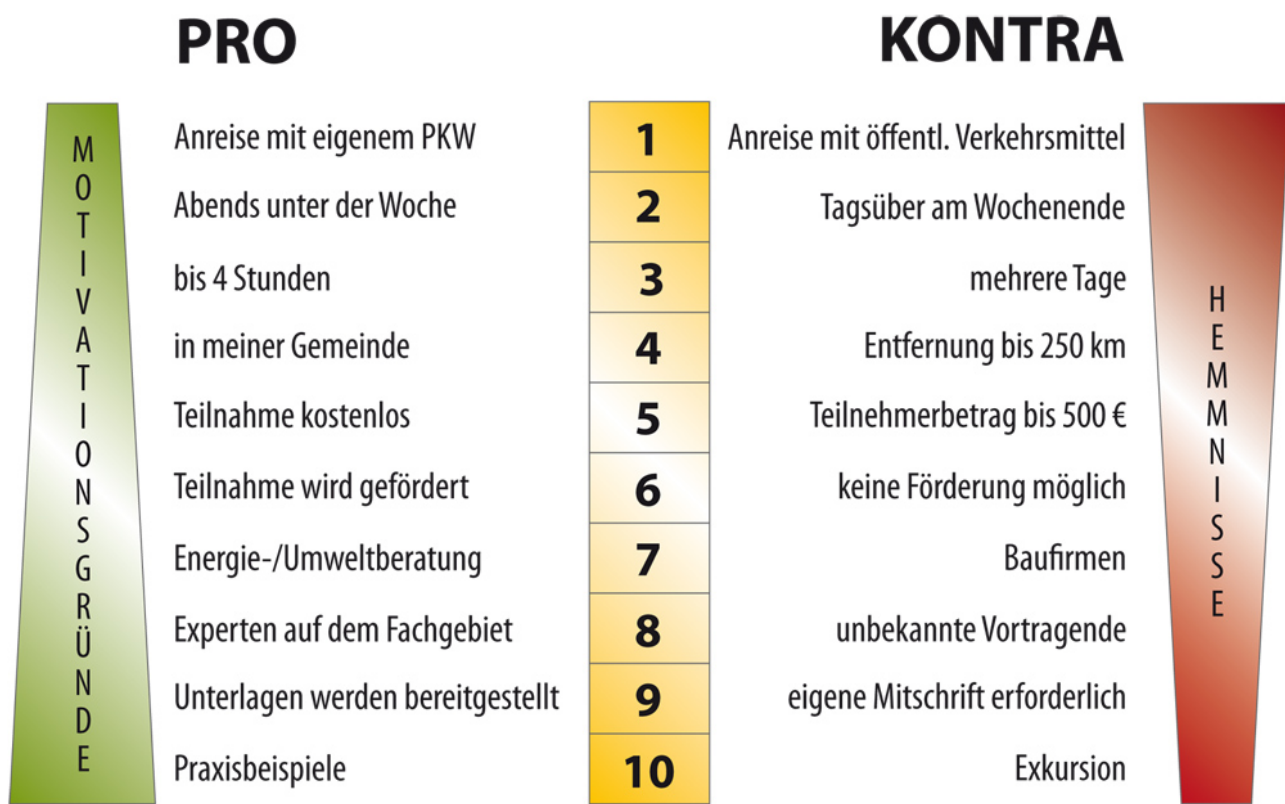 PRO
KONTRA
MOTIVATIONSGRÜNDE
Anreise mit eigenem PKW
1
Anreise mit öffentl. Verkehrsmittel
Abends unter der Woche
2
Tagsüber am Wochenende
bis 4 Stunden
3
mehrere Tage
in meiner Gemeinde
4
Entfernung bis 250 km
Teilnahme kostenlos
5
Teilnehmerbetrag bis 500 €
Teilnahme wird gefördert
6
keine Förderung möglich
Energie-/Umweltberatung
7
Baufirmen
Experten auf dem Fachgebiet
8
unbekannte Vortragende
Unterlagen werden bereitgestellt
9
eigene Mitschrift erforderlich
Praxisbeispiele
10
Exkursion
HEMMNISSE